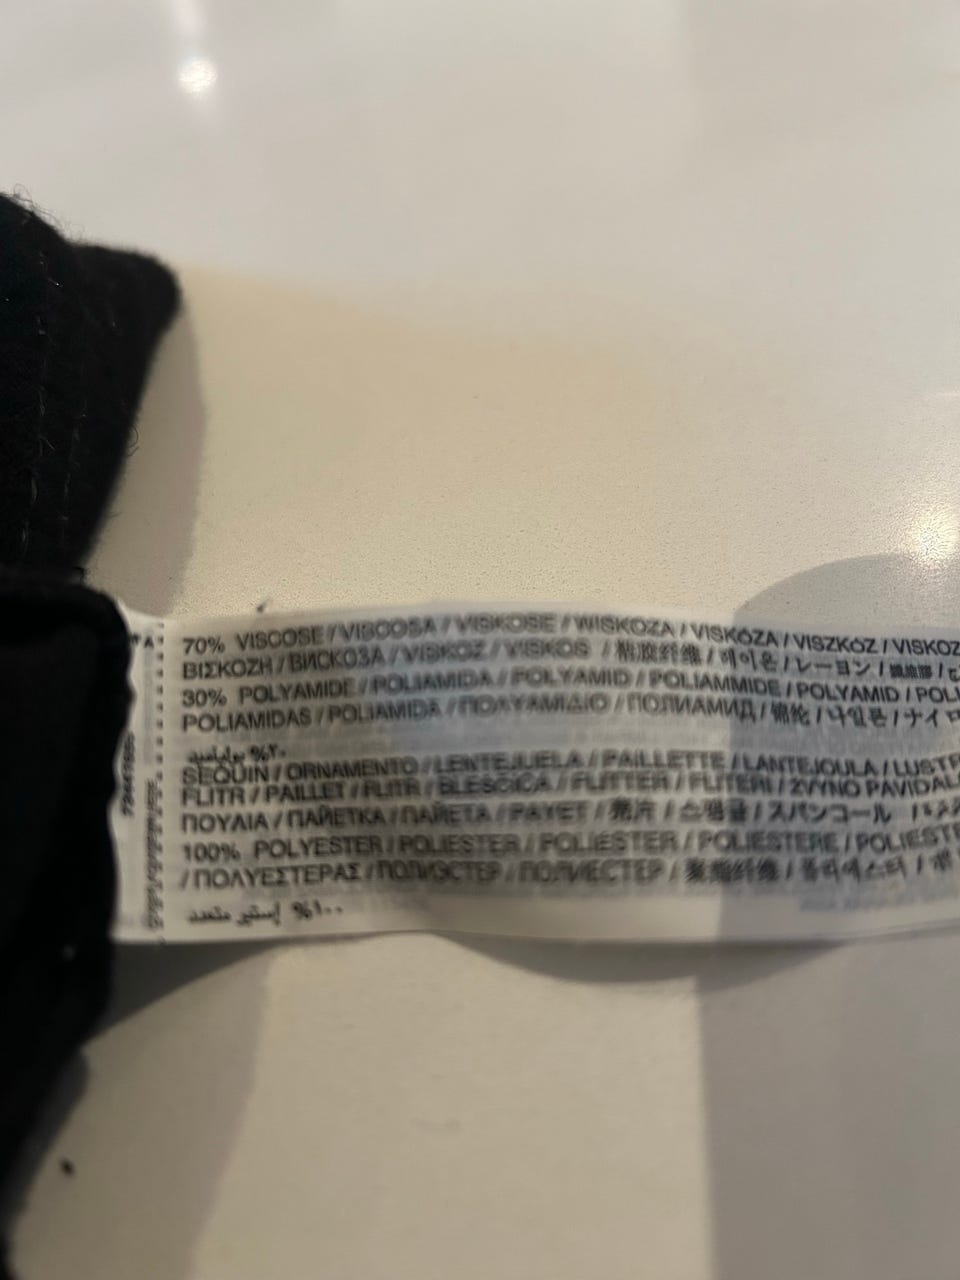 70% VISCOSE / VISCOSA / VISKOSE / WISKOZA / VISKÓZA / VISZKÓZ / VISKOZ
ΒΙΣΚΟΖΗ / ВИСКОЗА / VISKOZ / VISKOS / 粘胶纤维 / 레이온 / レーヨン /
30% POLYAMIDE / POLIAMIDA / POLYAMID / POLIAMMIDE / POLYAMID / POLI
POLIAMIDAS / POLIAMIDA / ΠΟΛΥΑΜΙΔΙΟ / ПОЛИАМИД / 锦纶 / 나일론 / ナイロ
SEQUIN / ORNAMENTO / LENTEJUELA / PAILLETTE / LANTEJOULA / LUSTR
FLITR / PAILLET / FLITR / BLEŠČICA / FLITTER / FLITERI / ŽVYNO PAVIDAL
ΠΟΥΛΙΑ / ПАЙЕТКА / ПАЙЕТА / PAYET / 亮片 / 스팽글 / スパンコール
100% POLYESTER / POLIESTER / POLIÉSTER / POLIESTERE / POLIESTE
/ ΠΟΛΥΕΣΤΕΡΑΣ / ПОЛИЭСТЕР / ПОЛИЕСТЕР / 聚酯纤维 / 폴리에스터 / ポ
١٠٠% إستير متعدد